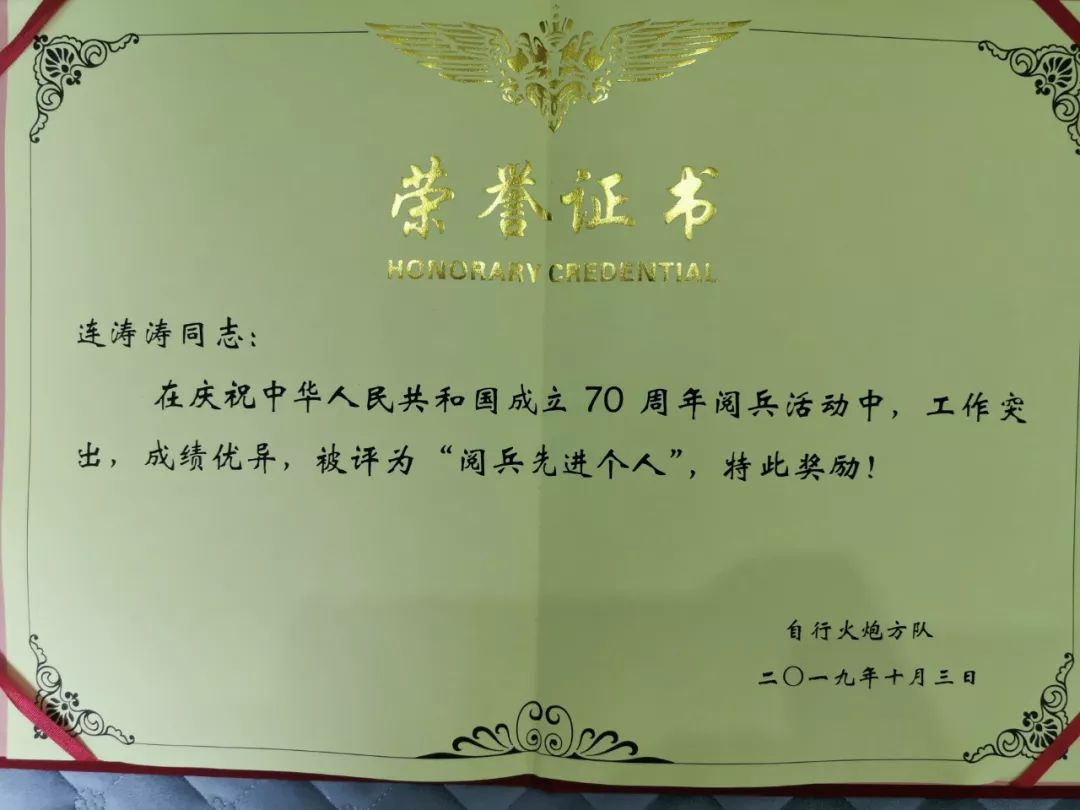 荣誉证书
HONORARY CREDENTIAL
连涛涛同志：
在庆祝中华人民共和国成立 70 周年阅兵活动中，工作突
出，成绩优异，被评为“阅兵先进个人”，特此奖励！
自行火炮方队
二〇一九年十月三日